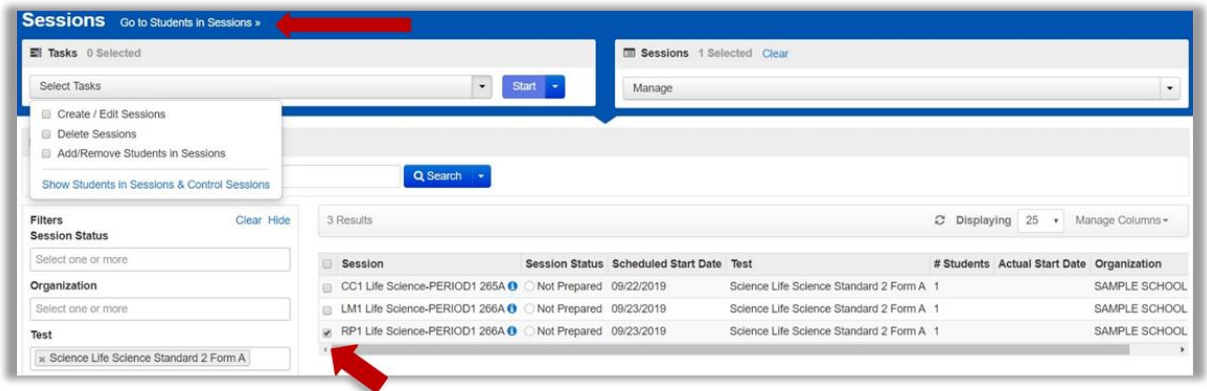 Sessions Go to Students in Sessions »
Tasks 0 Selected
Sessions 1 Selected Clear
Select Tasks
Start
Manage
Create / Edit Sessions
Delete Sessions
Add/Remove Students in Sessions
Show Students in Sessions & Control Sessions
Search
Filters Clear Hide
3 Results
Displaying 25 Manage Columns
Session Status
Select one or more
Organization
Select one or more
Test
× Science Life Science Standard 2 Form A
Session Session Status Scheduled Start Date Test # Students Actual Start Date Organization
CC1 Life Science-PERIOD1 265A Not Prepared 09/22/2019 Science Life Science Standard 2 Form A 1 SAMPLE SCHOOL
LM1 Life Science-PERIOD1 266A Not Prepared 09/23/2019 Science Life Science Standard 2 Form A 1 SAMPLE SCHOOL
RP1 Life Science-PERIOD1 266A Not Prepared 09/23/2019 Science Life Science Standard 2 Form A 1 SAMPLE SCHOOL